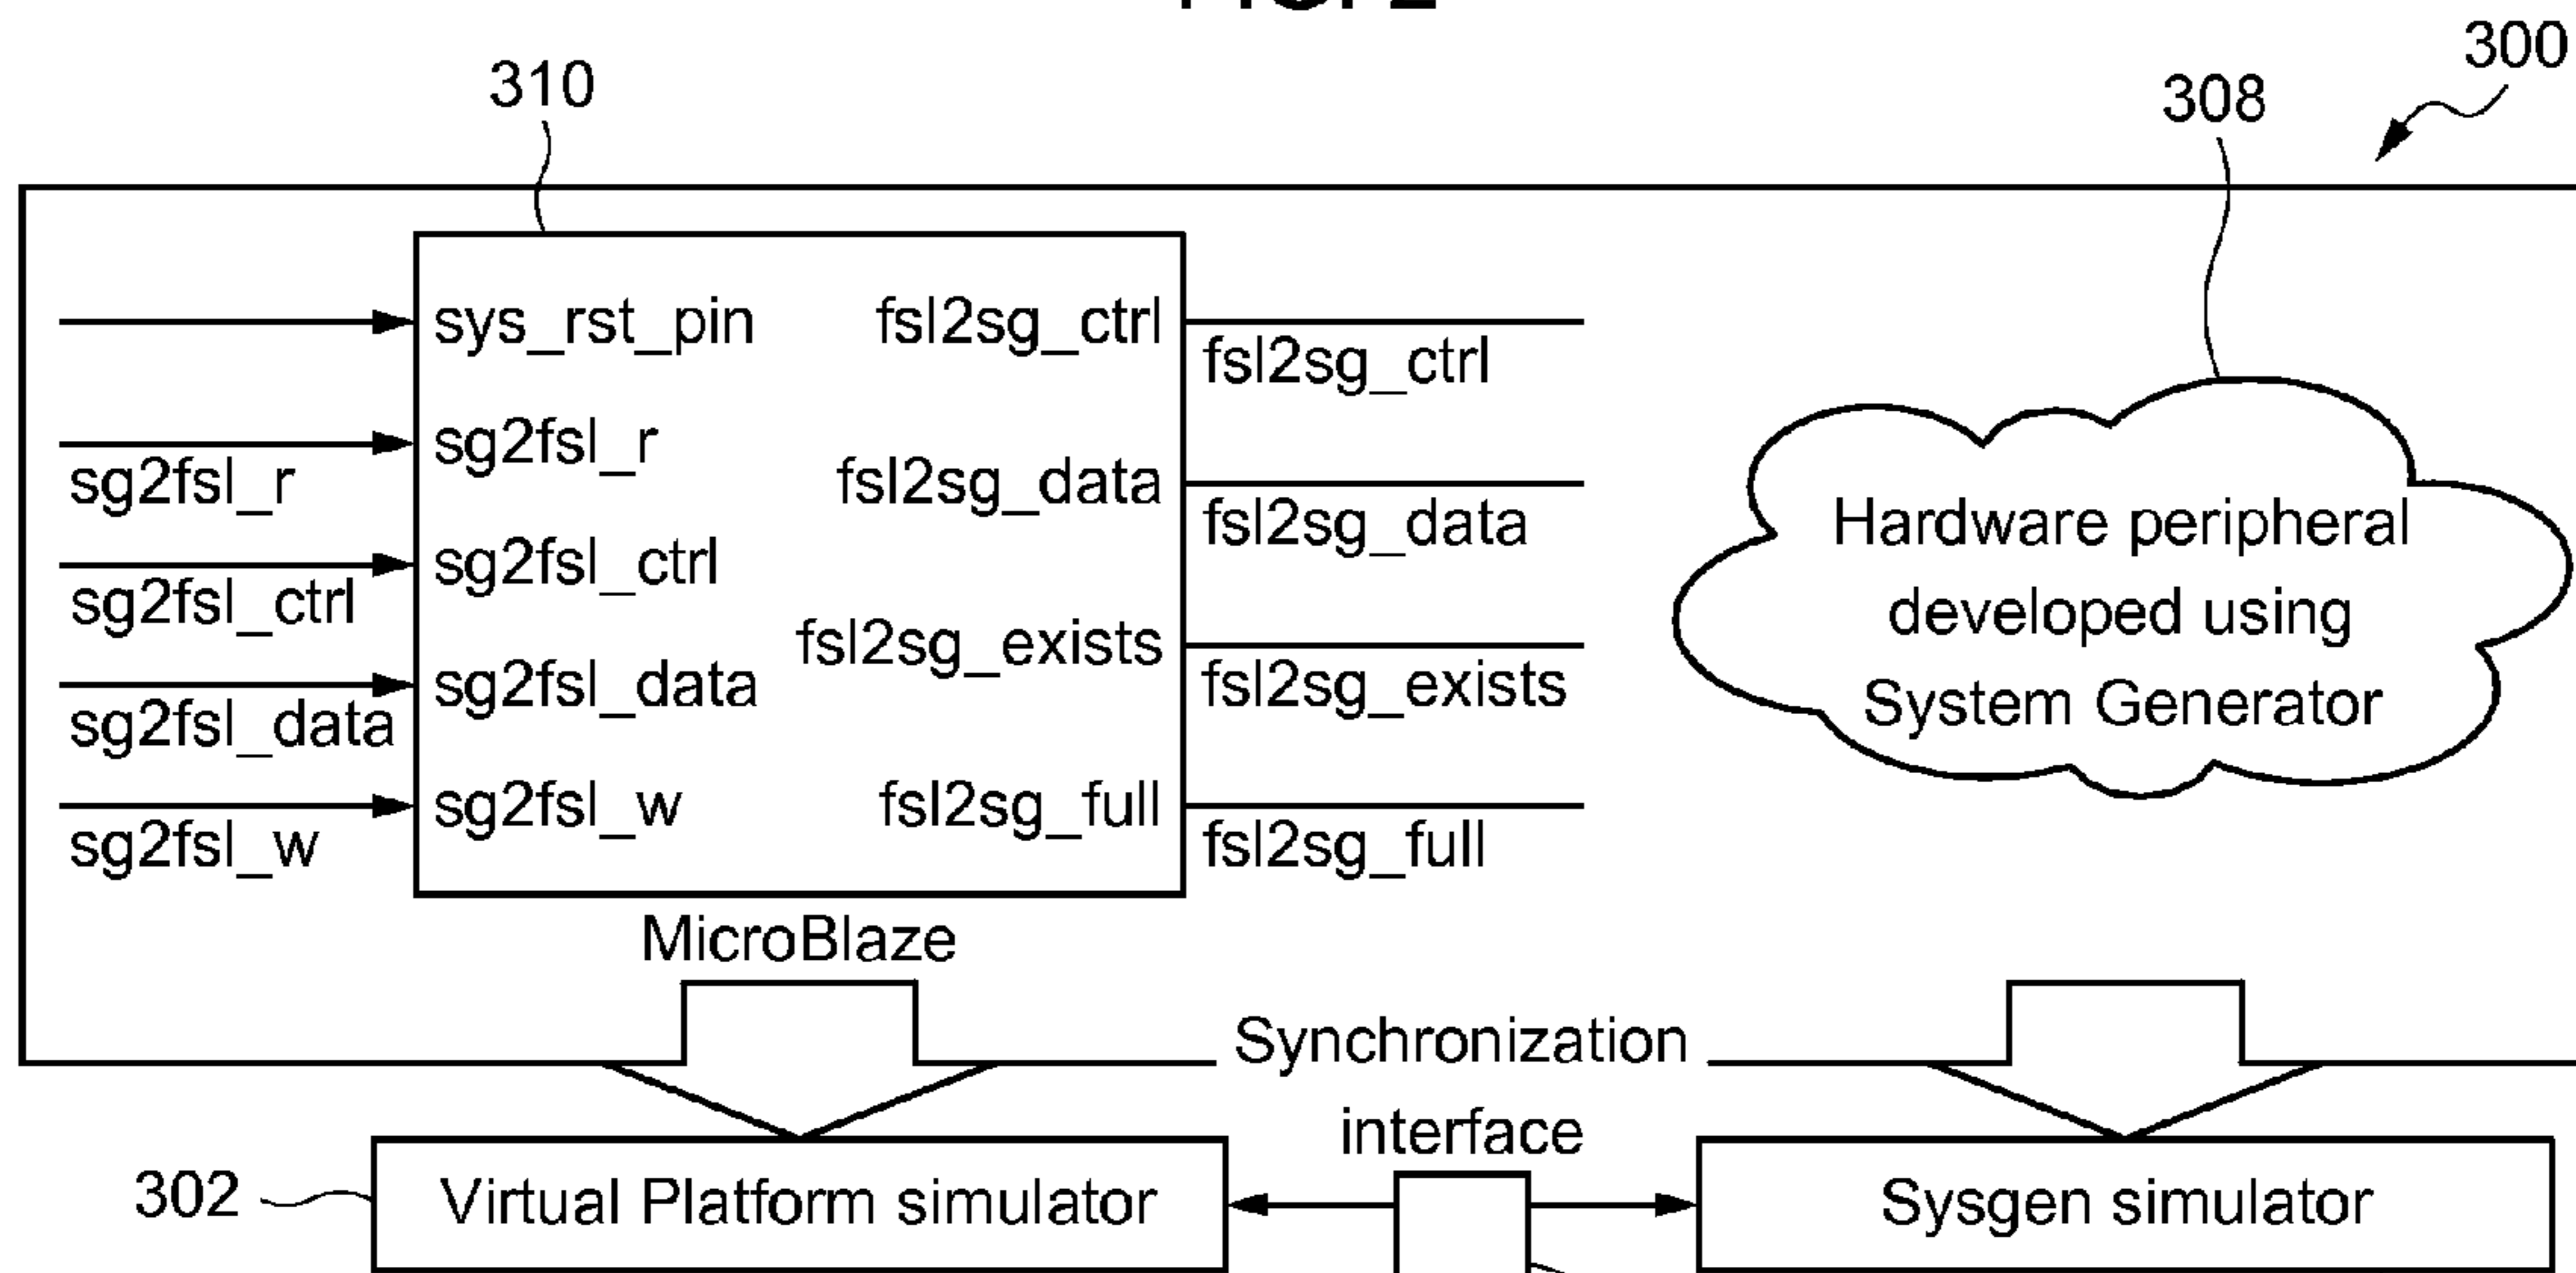 300
310
308
sys_rst_pin
sg2fsl_r
sg2fsl_ctrl
sg2fsl_data
sg2fsl_w
fsl2sg_ctrl
fsl2sg_data
fsl2sg_exists
fsl2sg_full
sg2fsl_r
sg2fsl_ctrl
sg2fsl_data
sg2fsl_w
fsl2sg_ctrl
fsl2sg_data
fsl2sg_exists
fsl2sg_full
MicroBlaze
Hardware peripheral
developed using
System Generator
Synchronization
interface
302
Virtual Platform simulator
Sysgen simulator